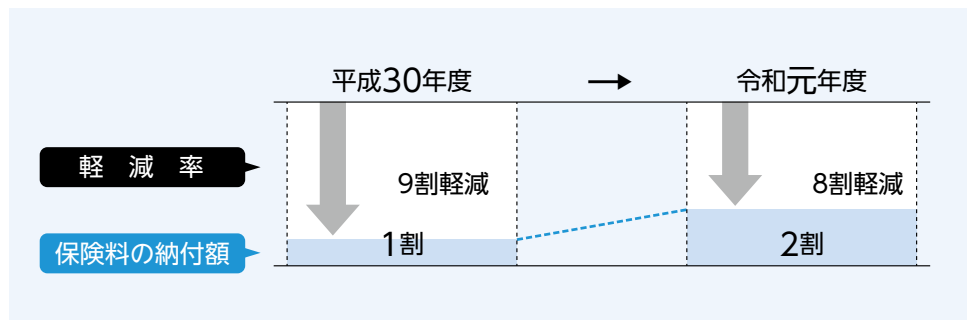 平成30年度 → 令和元年度
軽減率
9割軽減
8割軽減
保険料の納付額
1割
2割